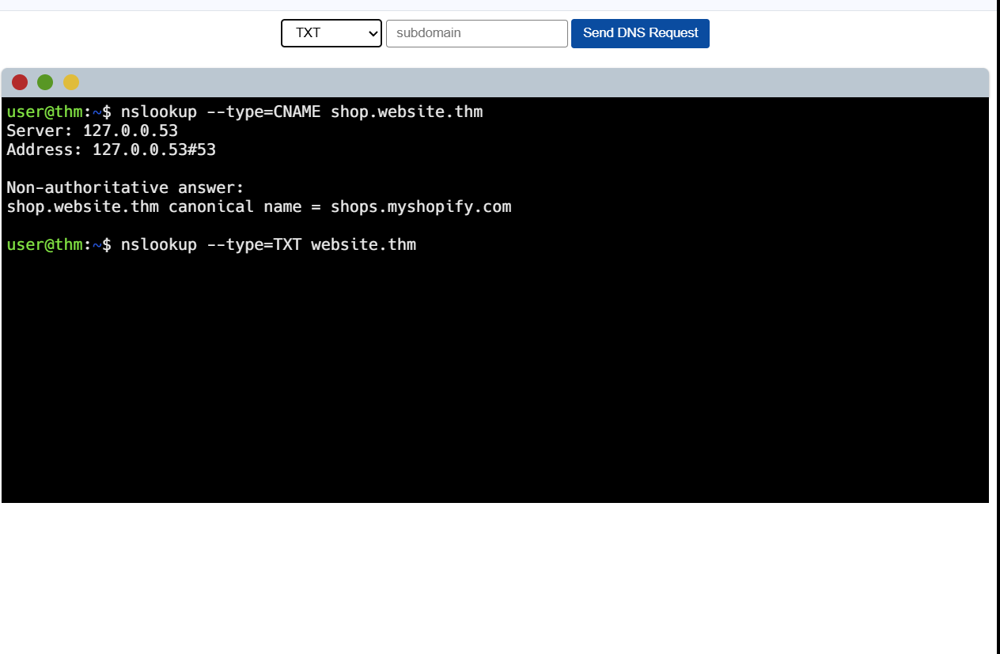 TXT subdomain Send DNS Request
user@thm:~$ nslookup --type=CNAME shop.website.thm
Server: 127.0.0.53
Address: 127.0.0.53#53
Non-authoritative answer:
shop.website.thm canonical name = shops.myshopify.com
user@thm:~$ nslookup --type=TXT website.thm